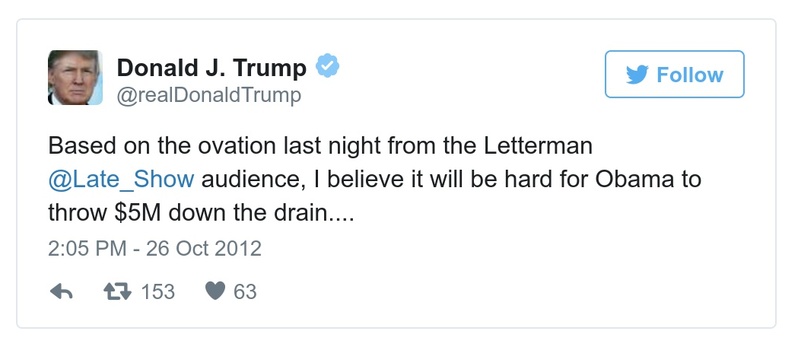 Donald J. Trump
@realDonaldTrump
Follow
Based on the ovation last night from the Letterman
@Late_Show audience, I believe it will be hard for Obama to
throw $5M down the drain....
2:05 PM - 26 Oct 2012
153 63